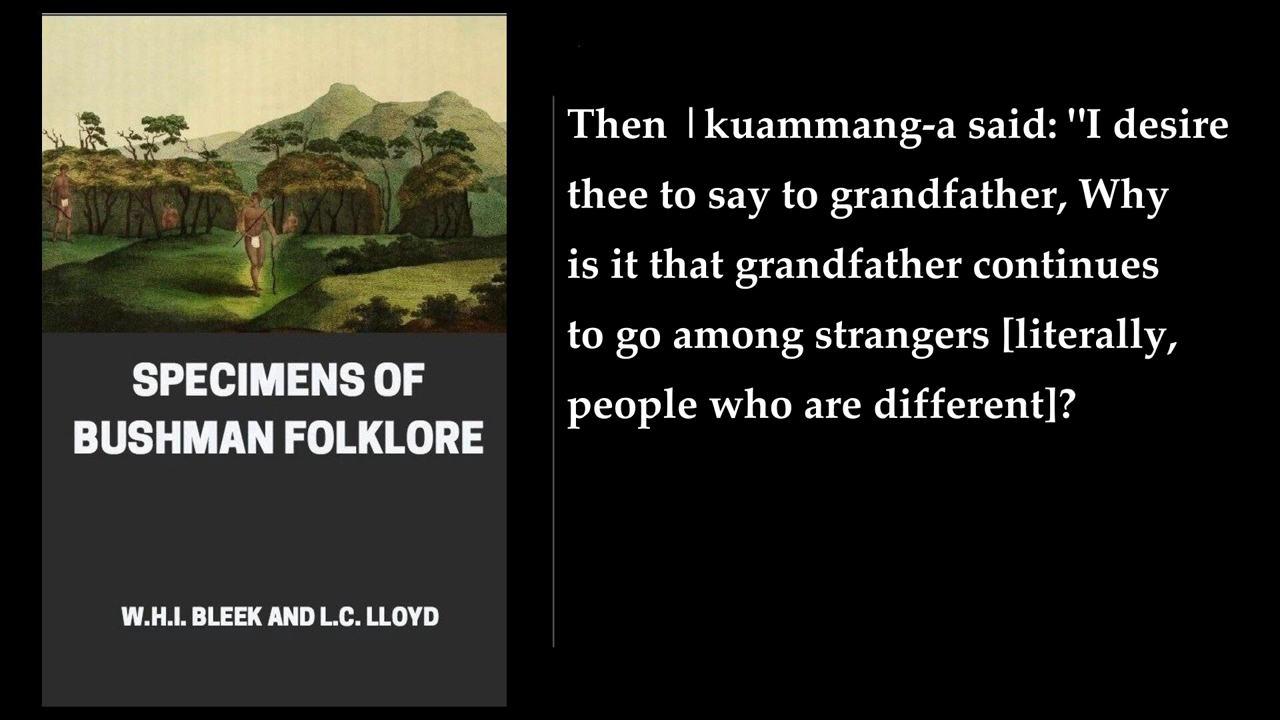 SPECIMENS OF
BUSHMAN FOLKLORE
W.H.I. BLEEK AND L.C. LLOYD
Then ǀkuammang-a said: "I desire
thee to say to grandfather, Why
is it that grandfather continues
to go among strangers [literally,
people who are different]?